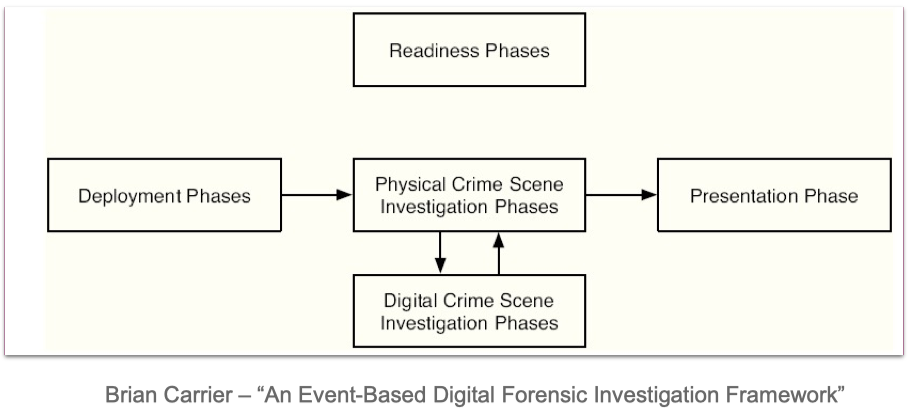 Readiness Phases
Deployment Phases
Physical Crime Scene
Investigation Phases
Presentation Phase
Digital Crime Scene
Investigation Phases
Brian Carrier – “An Event-Based Digital Forensic Investigation Framework”